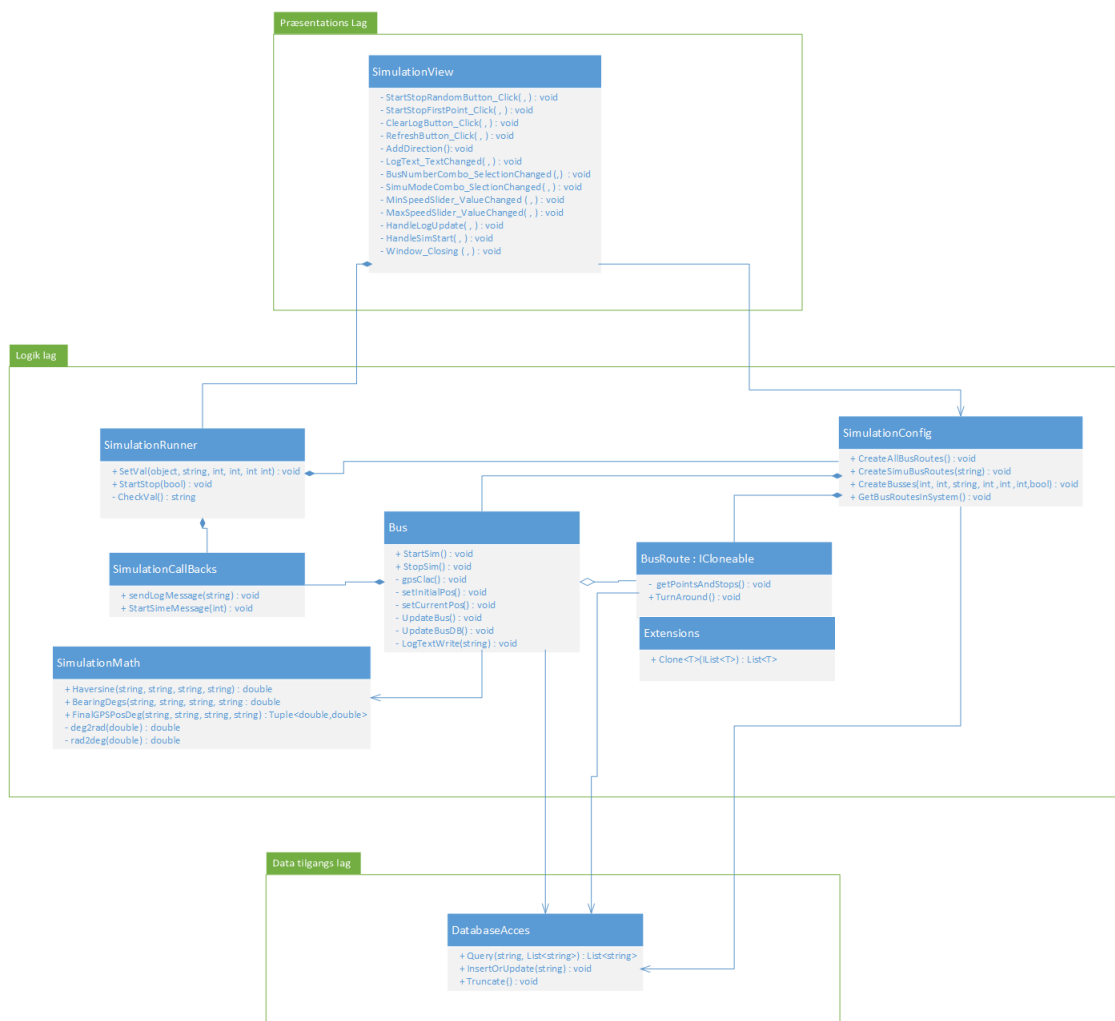 Præsentations Lag
SimulationView
- StartStopRandomButton_Click( , ) : void
- StartStopFirstPoint_Click( , ) : void
- ClearLogButton_Click( , ) : void
- RefreshButton_Click( , ) : void
- AddDirection(): void
- LogText_TextChanged( , ) : void
- BusNumberCombo_SelectionChanged (,) : void
- SimuModeCombo_SlectionChanged( , ) : void
- MinSpeedSlider_ValueChanged ( , ) : void
- MaxSpeedSlider_ValueChanged( , ) : void
- HandleLogUpdate( , ) : void
- HandleSimStart( , ) : void
- Window_Closing ( , ) : void
Logik lag
SimulationRunner
+ SetVal(object, string, int, int, int int) : void
+ StartStop(bool) : void
- CheckVal() : string
SimulationConfig
+ CreateAllBusRoutes() : void
+ CreateSimuBusRoutes(string) : void
+ CreateBusses(int, int, string, int ,int ,int,bool) : void
+ GetBusRoutesInSystem() : void
Bus
+ StartSim() : void
+ StopSim() : void
- gpsClac() : void
- setInitialPos() : void
- setCurrentPos() : void
- UpdateBus() : void
- UpdateBusDB() : void
- LogTextWrite(string) : void
SimulationCallBacks
+ sendLogMessage(string) : void
+ StartSimeMessage(int) : void
BusRoute : ICloneable
- getPointsAndStops() : void
+ TurnAround() : void
Extensions
+ Clone<T>(IList<T>) : List<T>
SimulationMath
+ Haversine(string, string, string, string) : double
+ BearingDegs(string, string, string, string : double
+ FinalGPSPosDeg(string, string, string, string) : Tuple<double,double>
- deg2rad(double) : double
- rad2deg(double) : double
Data tilgangs lag
DatabaseAcces
+ Query(string, List<string>) : List<string>
+ InsertOrUpdate(string) : void
+ Truncate() : void